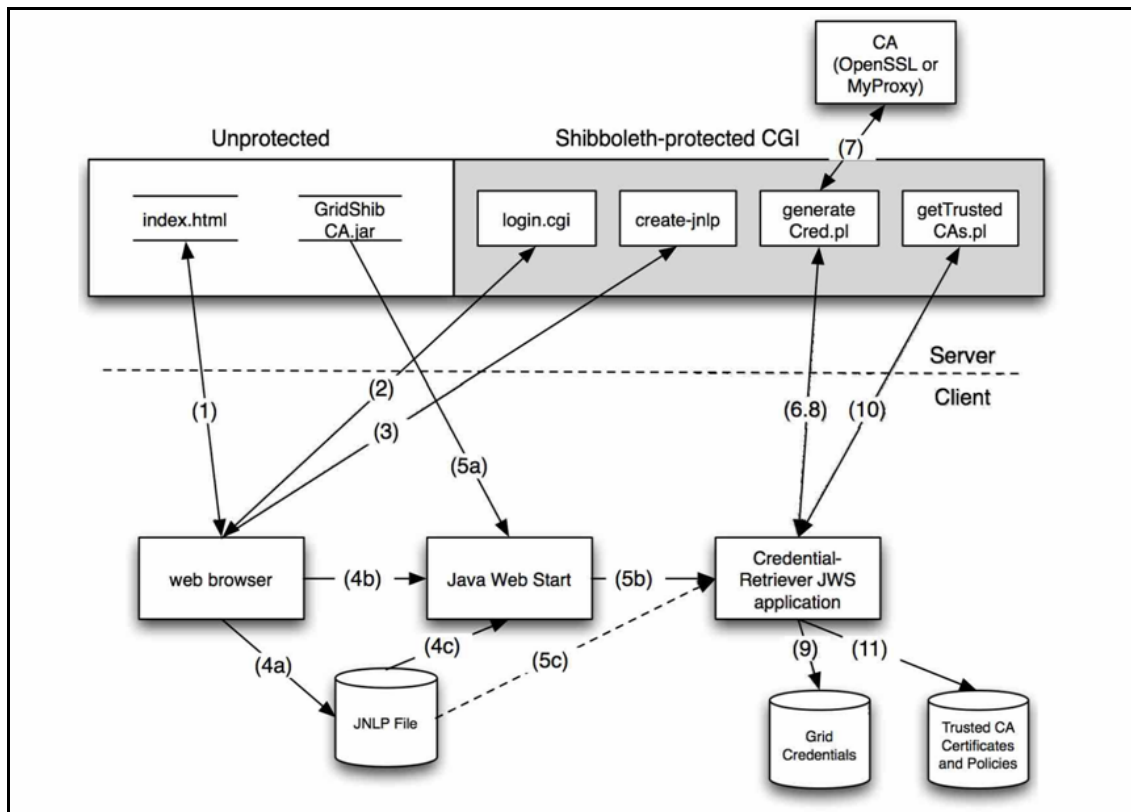 CA
(OpenSSL or
MyProxy)
Unprotected
Shibboleth-protected CGI
(7)
index.html
GridShib
CA.jar
login.cgi
create-jnlp
generate
Cred.pl
getTrusted
CAs.pl
Server
Client
(1)
(2)
(3)
(5a)
(6.8)
(10)
web browser
(4b)
Java Web Start
(5b)
Credential-
Retriever JWS
application
(4a)
(4c)
(5c)
(9)
(11)
JNLP File
Grid
Credentials
Trusted CA
Certificates
and Policies